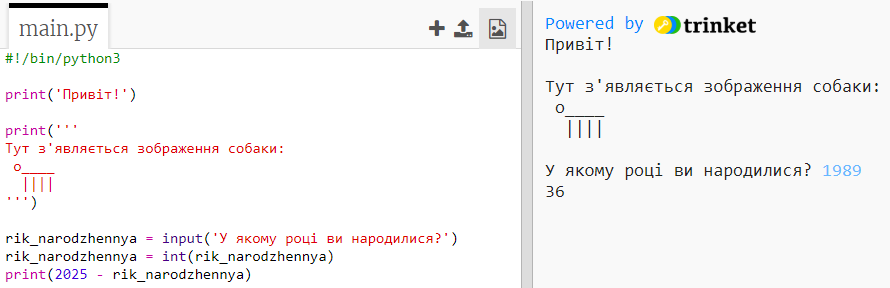 main.py
#!/bin/python3
print('Привіт!')
print('''
Тут з'являється зображення собаки:
 o____
  ||||
''')
rik_narodzhennya = input('У якому році ви народилися?')
rik_narodzhennya = int(rik_narodzhennya)
print(2025 - rik_narodzhennya)
Powered by trinket
Привіт!
Тут з'являється зображення собаки:
 o____
  ||||
У якому році ви народилися? 1989
36